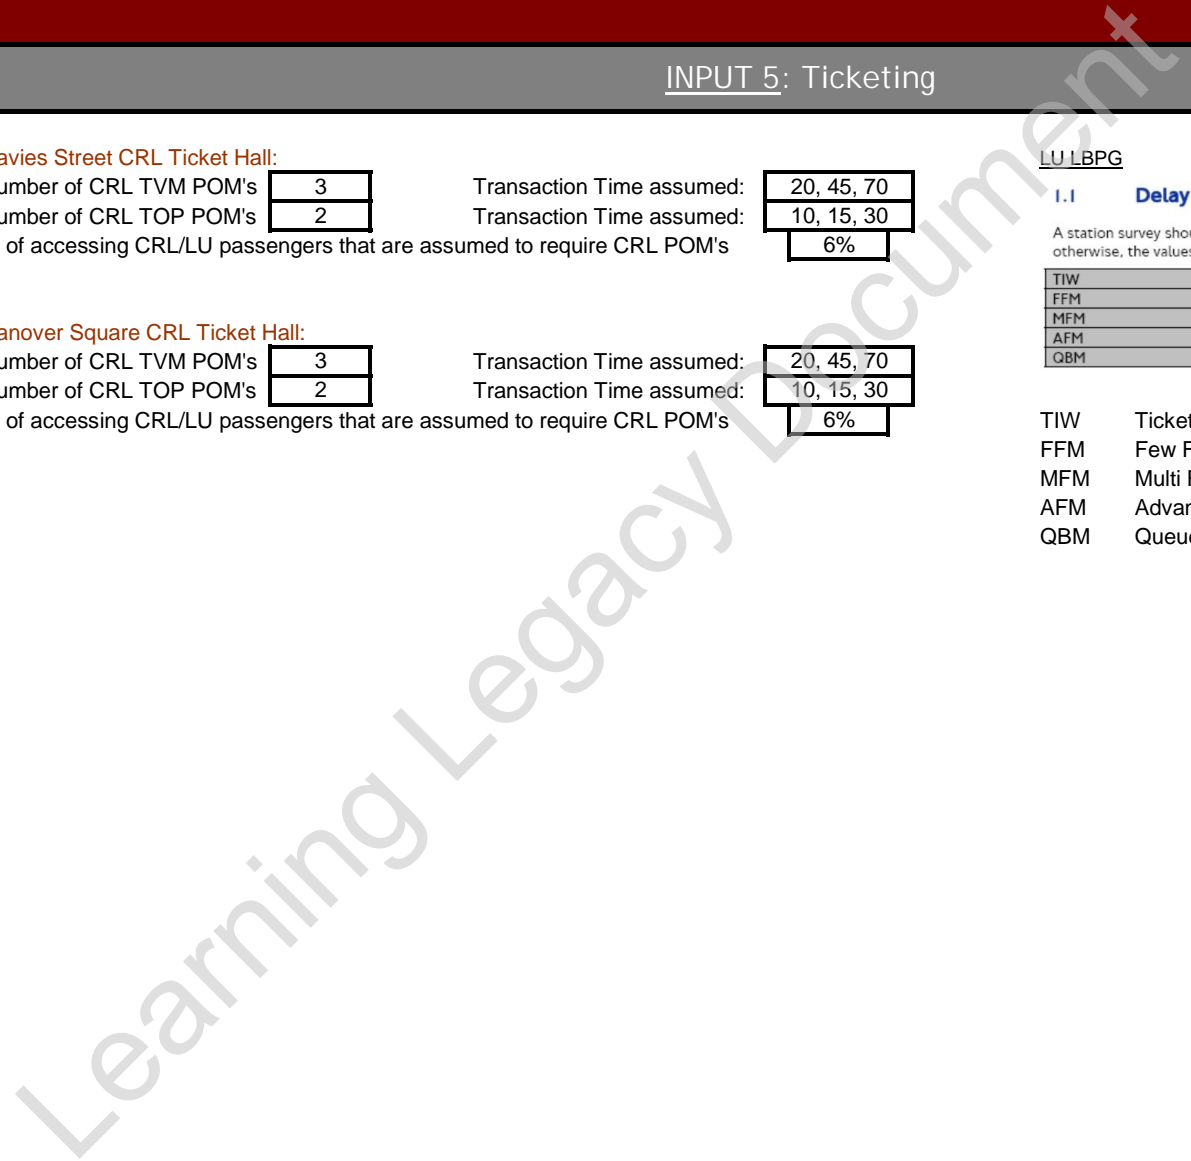 INPUT 5: Ticketing
avies Street CRL Ticket Hall:
umber of CRL TVM POM's 3 Transaction Time assumed: 20, 45, 70
umber of CRL TOP POM's 2 Transaction Time assumed: 10, 15, 30
of accessing CRL/LU passengers that are assumed to require CRL POM's 6%
anover Square CRL Ticket Hall:
umber of CRL TVM POM's 3 Transaction Time assumed: 20, 45, 70
umber of CRL TOP POM's 2 Transaction Time assumed: 10, 15, 30
of accessing CRL/LU passengers that are assumed to require CRL POM's 6%
LU LBPG
1.1 Delay
A station survey shou
otherwise, the values
TIW
FFM
MFM
AFM
QBM
TIW Ticket
FFM Few F
MFM Multi
AFM Advan
QBM Queue
Learning Legacy Document